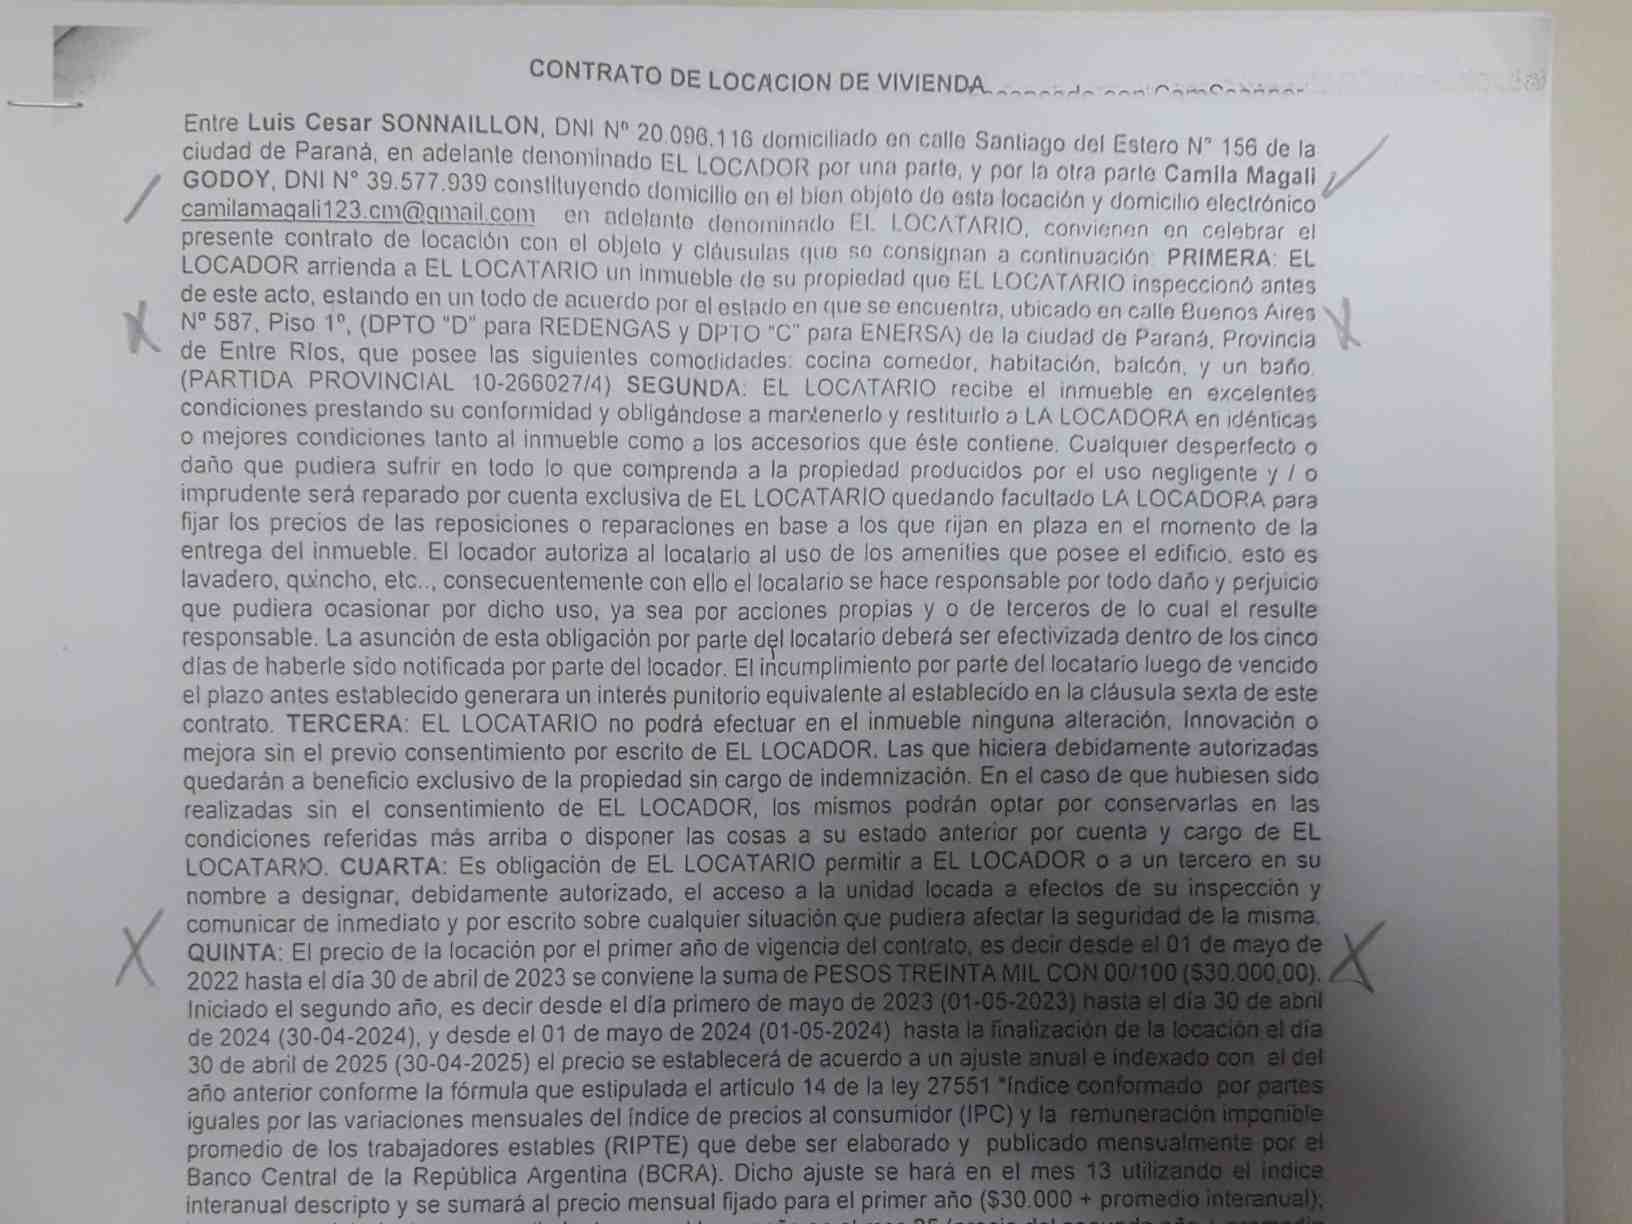 CONTRATO DE LOCACION DE VIVIENDA
Entre Luis Cesar SONNAILLON, DNI Nº 20.096.116 domiciliado en calle Santiago del Estero N° 156 de la
ciudad de Paraná, en adelante denominado EL LOCADOR por una parte, y por la otra parte Camila Magali
GODOY, DNI N° 39.577.939 constituyendo domicilio en el bien objeto de esta locación y domicilio electrónico
camilamagali123.cm@gmail.com en adelante denominado EL LOCATARIO, convienen en celebrar el
presente contrato de locación con el objeto y cláusulas que se consignan a continuación: PRIMERA: EL
LOCADOR arrienda a EL LOCATARIO un inmueble de su propiedad que EL LOCATARIO inspeccionó antes
de este acto, estando en un todo de acuerdo por el estado en que se encuentra, ubicado en calle Buenos Aires
Nº 587, Piso 1º, (DPTO "D" para REDENGAS y DPTO "C" para ENERSA) de la ciudad de Paraná, Provincia
de Entre Ríos, que posee las siguientes comodidades: cocina comedor, habitación, balcón, y un baño.
(PARTIDA PROVINCIAL 10-266027/4) SEGUNDA: EL LOCATARIO recibe el inmueble en excelentes
condiciones prestando su conformidad y obligándose a mantenerlo y restituirlo a LA LOCADORA en idénticas
o mejores condiciones tanto al inmueble como a los accesorios que éste contiene. Cualquier desperfecto o
daño que pudiera sufrir en todo lo que comprenda a la propiedad producidos por el uso negligente y / o
imprudente será reparado por cuenta exclusiva de EL LOCATARIO quedando facultado LA LOCADORA para
fijar los precios de las reposiciones o reparaciones en base a los que rijan en plaza en el momento de la
entrega del inmueble. El locador autoriza al locatario al uso de los amenities que posee el edificio, esto es
lavadero, quincho, etc.., consecuentemente con ello el locatario se hace responsable por todo daño y perjuicio
que pudiera ocasionar por dicho uso, ya sea por acciones propias y o de terceros de lo cual el resulte
responsable. La asunción de esta obligación por parte del locatario deberá ser efectivizada dentro de los cinco
días de haberle sido notificada por parte del locador. El incumplimiento por parte del locatario luego de vencido
el plazo antes establecido generara un interés punitorio equivalente al establecido en la cláusula sexta de este
contrato. TERCERA: EL LOCATARIO no podrá efectuar en el inmueble ninguna alteración, Innovación o
mejora sin el previo consentimiento por escrito de EL LOCADOR. Las que hiciera debidamente autorizadas
quedarán a beneficio exclusivo de la propiedad sin cargo de indemnización. En el caso de que hubiesen sido
realizadas sin el consentimiento de EL LOCADOR, los mismos podrán optar por conservarlas en las
condiciones referidas más arriba o disponer las cosas a su estado anterior por cuenta y cargo de EL
LOCATARIO. CUARTA: Es obligación de EL LOCATARIO permitir a EL LOCADOR o a un tercero en su
nombre a designar, debidamente autorizado, el acceso a la unidad locada a efectos de su inspección y
comunicar de inmediato y por escrito sobre cualquier situación que pudiera afectar la seguridad de la misma.
QUINTA: El precio de la locación por el primer año de vigencia del contrato, es decir desde el 01 de mayo de
2022 hasta el día 30 de abril de 2023 se conviene la suma de PESOS TREINTA MIL CON 00/100 ($30.000,00).
Iniciado el segundo año, es decir desde el día primero de mayo de 2023 (01-05-2023) hasta el día 30 de abril
de 2024 (30-04-2024), y desde el 01 de mayo de 2024 (01-05-2024) hasta la finalización de la locación el día
30 de abril de 2025 (30-04-2025) el precio se establecerá de acuerdo a un ajuste anual e indexado con el del
año anterior conforme la fórmula que estipulada el artículo 14 de la ley 27551 "Índice conformado por partes
iguales por las variaciones mensuales del índice de precios al consumidor (IPC) y la remuneración imponible
promedio de los trabajadores estables (RIPTE) que debe ser elaborado y publicado mensualmente por el
Banco Central de la República Argentina (BCRA). Dicho ajuste se hará en el mes 13 utilizando el índice
interanual descripto y se sumará al precio mensual fijado para el primer año ($30.000 + promedio interanual),